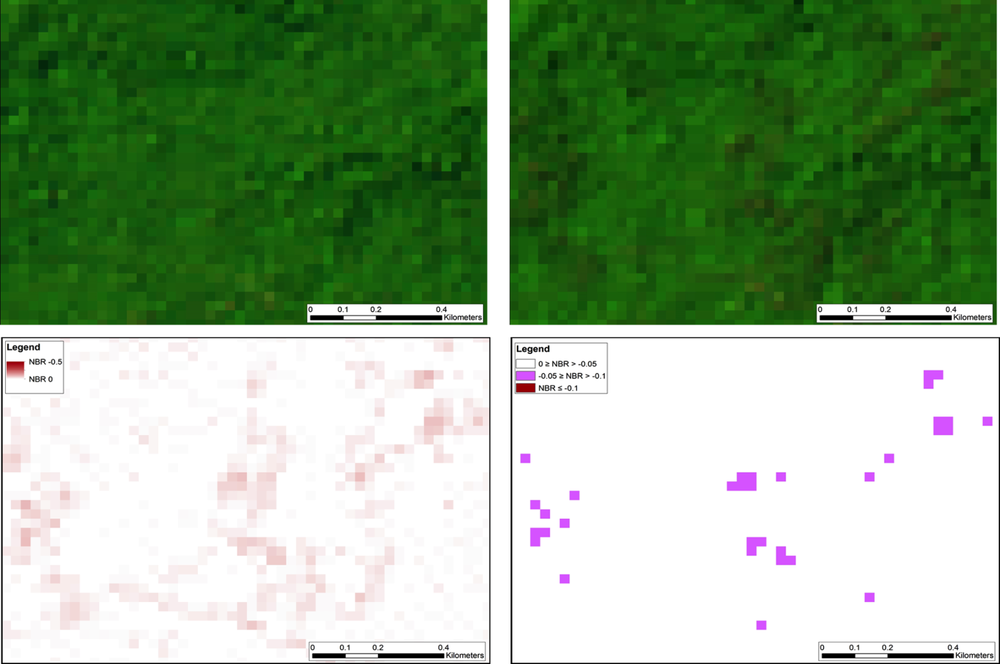 0 0.1 0.2 0.4
Kilometers
0 0.1 0.2 0.4
Kilometers
Legend
NBR -0.5
NBR 0
0 0.1 0.2 0.4
Kilometers
Legend
0 ≥ NBR > -0.05
-0.05 ≥ NBR > -0.1
NBR ≤ -0.1
0 0.1 0.2 0.4
Kilometers